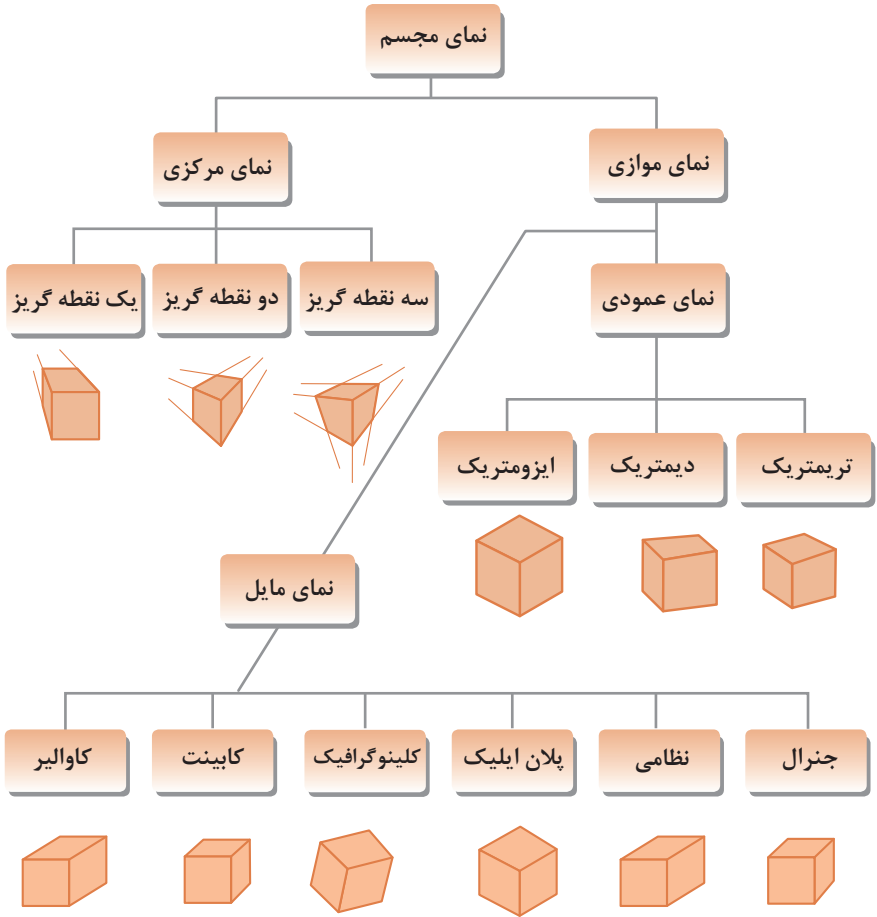 نمای مجسم
نمای موازی
نمای مرکزی
نمای عمودی
سه نقطه گریز
دو نقطه گریز
یک نقطه گریز
تریمتریک
دیمتریک
ایزومتریک
نمای مایل
جنرال
نظامی
پلان ایلیک
کلینوگرافیک
کابینت
کاوالیر